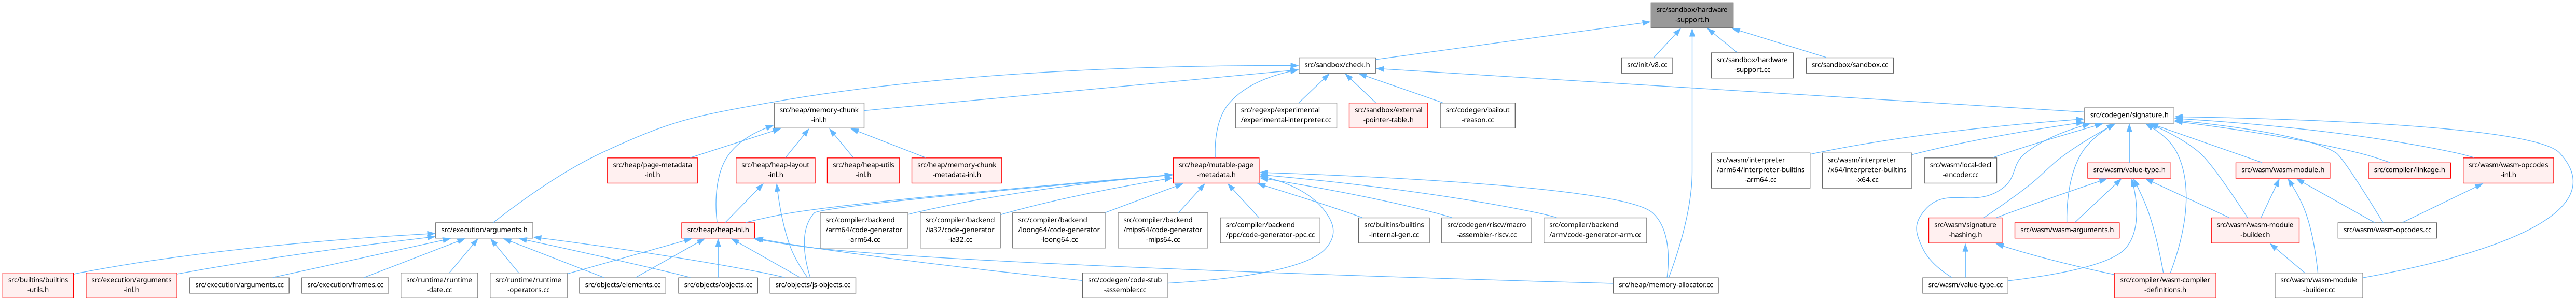 src/sandbox/hardware
-support.h
src/sandbox/check.h
src/init/v8.cc
src/sandbox/hardware
-support.cc
src/sandbox/sandbox.cc
src/heap/memory-chunk
-inl.h
src/regexp/experimental
/experimental-interpreter.cc
src/sandbox/external
-pointer-table.h
src/codegen/bailout
-reason.cc
src/codegen/signature.h
src/heap/page-metadata
-inl.h
src/heap/heap-layout
-inl.h
src/heap/heap-utils
-inl.h
src/heap/memory-chunk
-metadata-inl.h
src/heap/mutable-page
-metadata.h
src/wasm/interpreter
/arm64/interpreter-builtins
-arm64.cc
src/wasm/interpreter
/x64/interpreter-builtins
-x64.cc
src/wasm/local-decl
-encoder.cc
src/wasm/value-type.h
src/wasm/wasm-module.h
src/compiler/linkage.h
src/wasm/wasm-opcodes
-inl.h
src/execution/arguments.h
src/heap/heap-inl.h
src/compiler/backend
/arm64/code-generator
-arm64.cc
src/compiler/backend
/ia32/code-generator
-ia32.cc
src/compiler/backend
/loong64/code-generator
-loong64.cc
src/compiler/backend
/mips64/code-generator
-mips64.cc
src/compiler/backend
/ppc/code-generator-ppc.cc
src/builtins/builtins
-internal-gen.cc
src/codegen/riscv/macro
-assembler-riscv.cc
src/compiler/backend
/arm/code-generator-arm.cc
src/wasm/signature
-hashing.h
src/wasm/wasm-arguments.h
src/wasm/wasm-module
-builder.h
src/wasm/wasm-opcodes.cc
src/builtins/builtins
-utils.h
src/execution/arguments
-inl.h
src/execution/arguments.cc
src/execution/frames.cc
src/runtime/runtime
-date.cc
src/runtime/runtime
-operators.cc
src/objects/elements.cc
src/objects/objects.cc
src/objects/js-objects.cc
src/codegen/code-stub
-assembler.cc
src/heap/memory-allocator.cc
src/wasm/value-type.cc
src/compiler/wasm-compiler
-definitions.h
src/wasm/wasm-module
-builder.cc